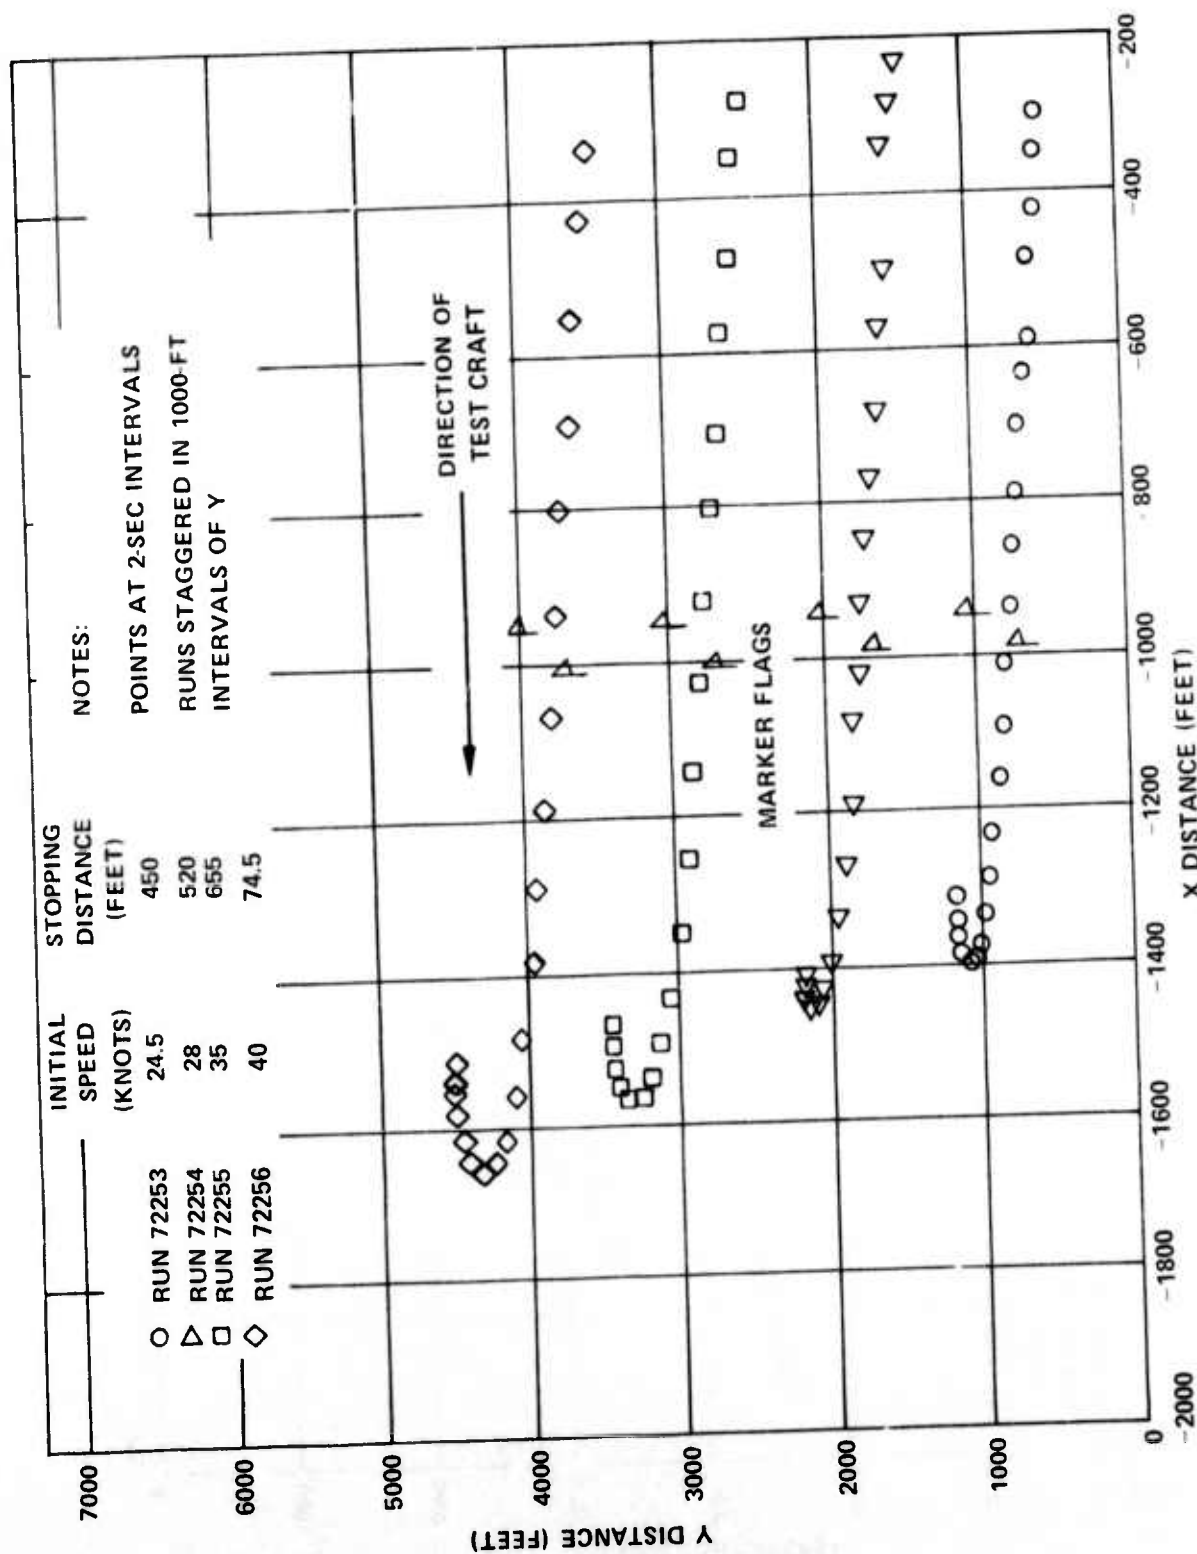 INITIAL STOPPING
SPEED DISTANCE NOTES:
(KNOTS) (FEET)
○ RUN 72253 24.5 450 POINTS AT 2-SEC INTERVALS
△ RUN 72254 28 520 RUNS STAGGERED IN 1000-FT
□ RUN 72255 35 655 INTERVALS OF Y
◇ RUN 72256 40 74.5
DIRECTION OF
TEST CRAFT
MARKER FLAGS
Y DISTANCE (FEET)
7000
6000
5000
4000
3000
2000
1000
0
-2000 -1800 -1600 -1400 -1200 -1000 -800 -600 -400 -200
X DISTANCE (FEET)